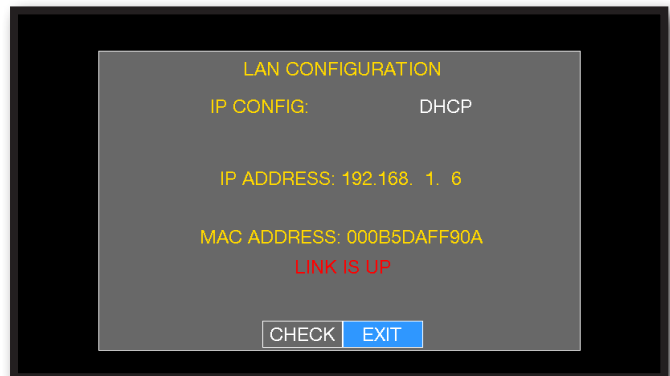 LAN CONFIGURATION
IP CONFIG: DHCP
IP ADDRESS: 192.168. 1. 6
MAC ADDRESS: 000B5DAFF90A
LINK IS UP
CHECK EXIT